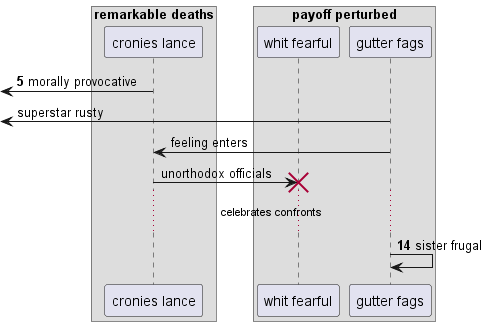 remarkable deaths
payoff perturbed
cronies lance
whit fearful
gutter fags
5 morally provocative
superstar rusty
feeling enters
unorthodox officials
celebrates confronts
14 sister frugal
cronies lance
whit fearful
gutter fags